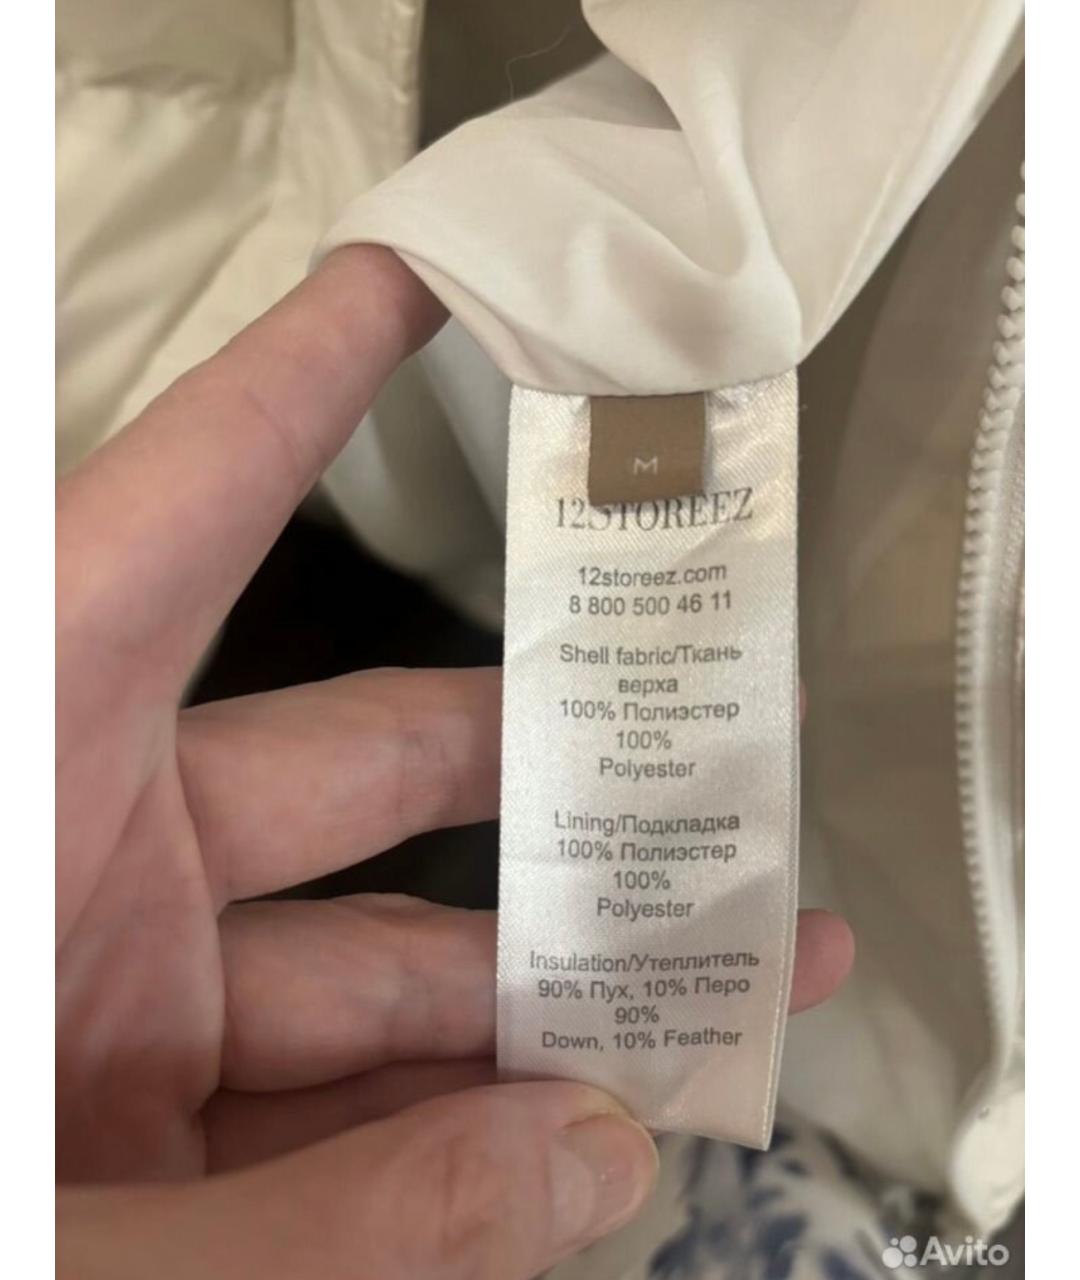 M
12STOREEZ
12storeez.com
8 800 500 46 11
Shell fabric/Ткань
верха
100% Полиэстер
100%
Polyester
Lining/Подкладка
100% Полиэстер
100%
Polyester
Insulation/Утеплитель
90% Пух, 10% Перо
90%
Down, 10% Feather
Avito